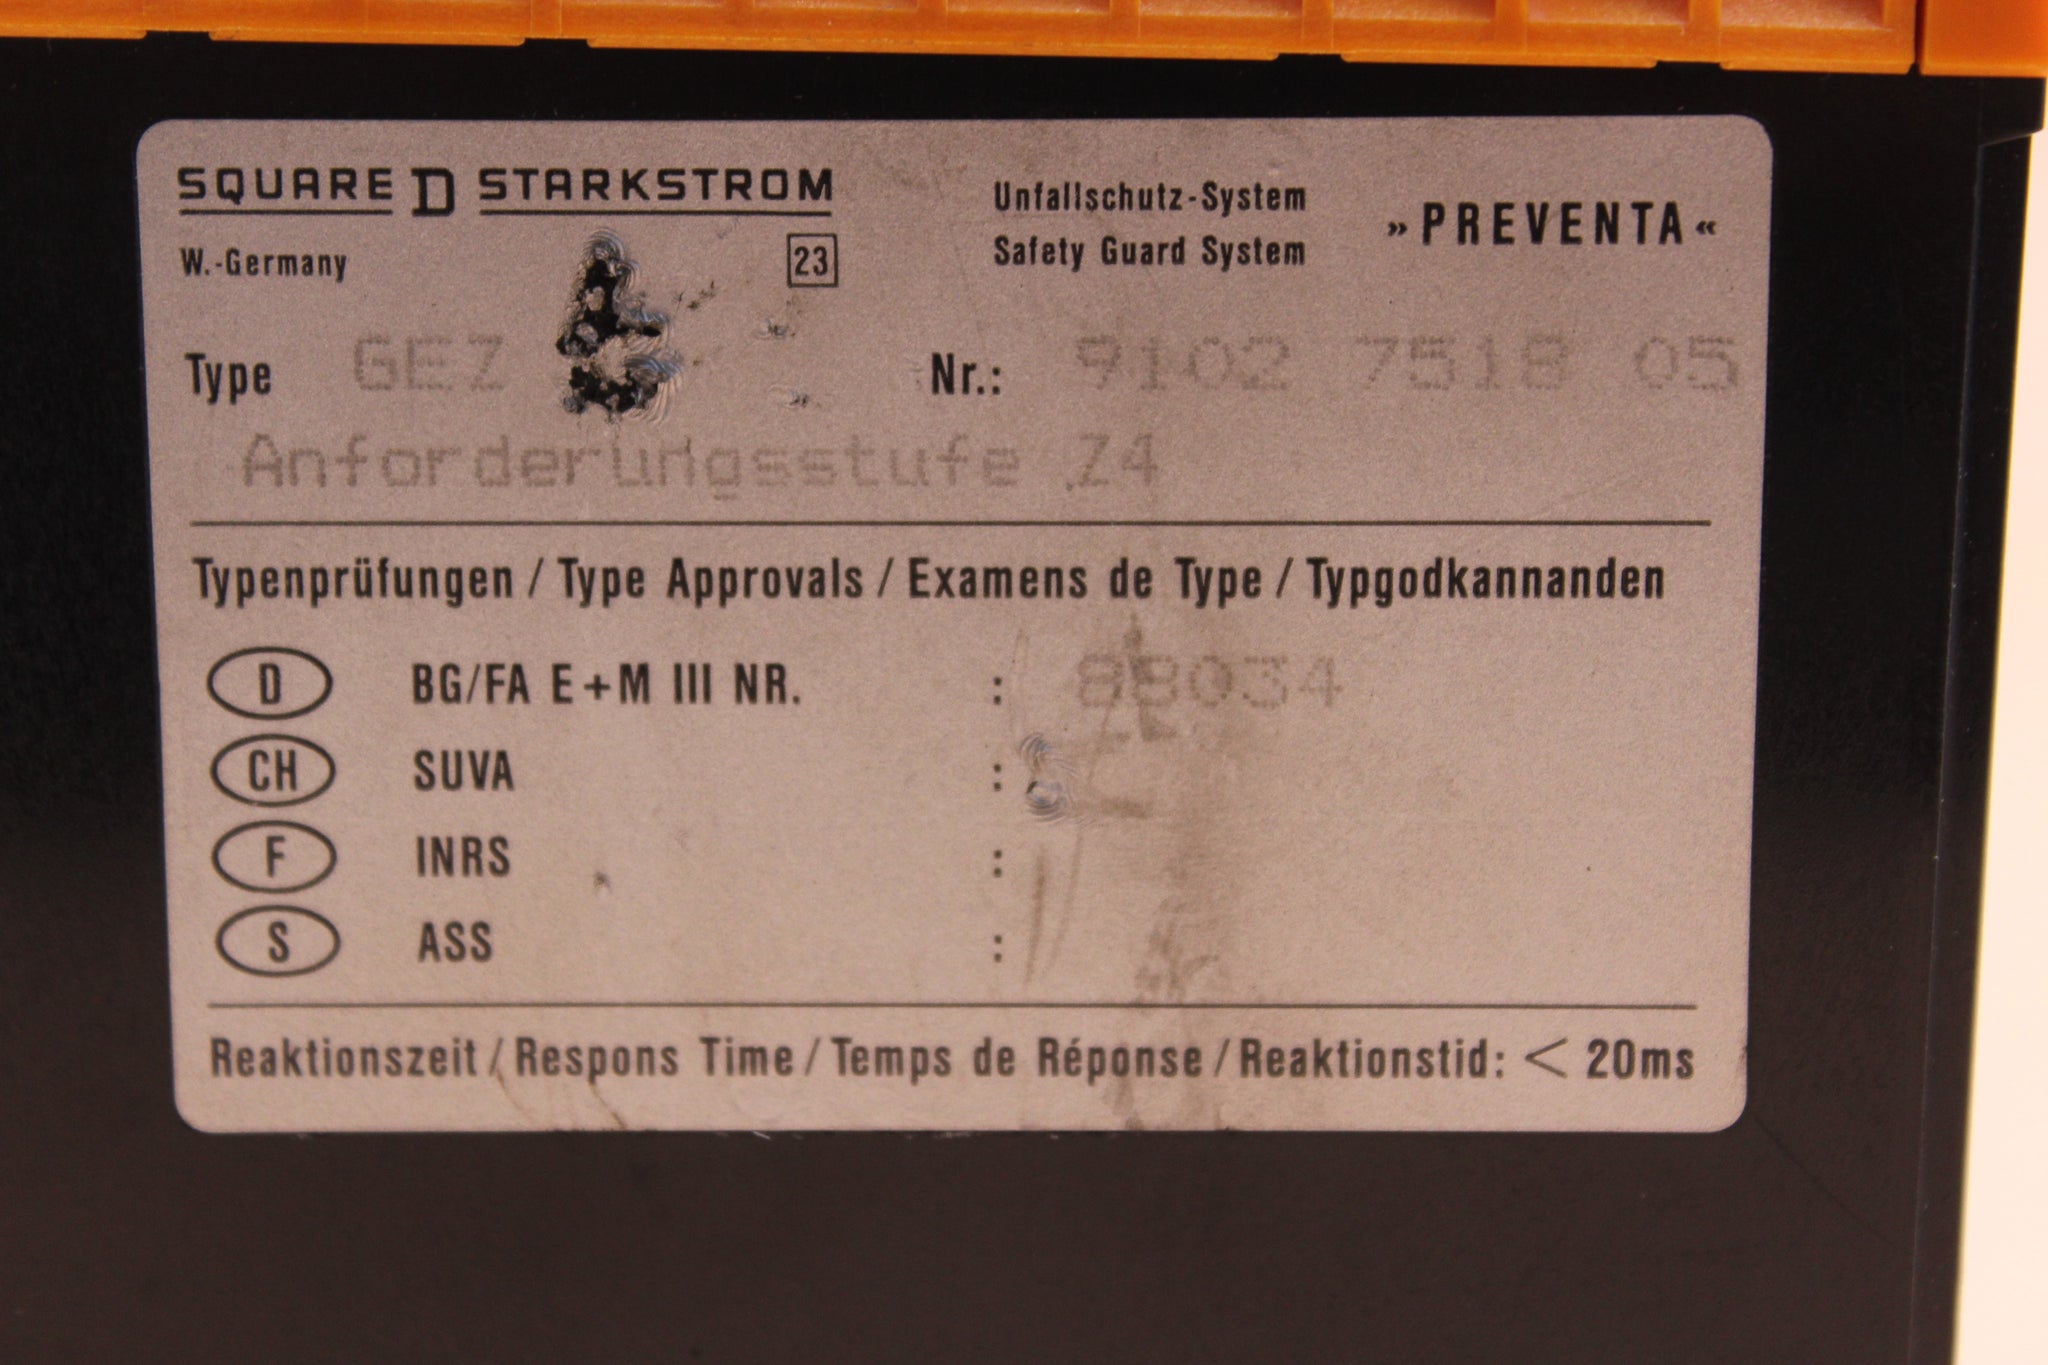 SQUARE D STARKSTROM
W.-Germany
23
Unfallschutz-System
Safety Guard System
»PREVENTA«
Type GEZ
Nr.: 9102 7518 05
Anforderungsstufe Z4
Typenprüfungen / Type Approvals / Examens de Type / Typgodkannanden
D BG/FA E+M III NR. : 88034
CH SUVA :
F INRS :
S ASS :
Reaktionszeit / Respons Time / Temps de Réponse / Reaktionstid: < 20ms